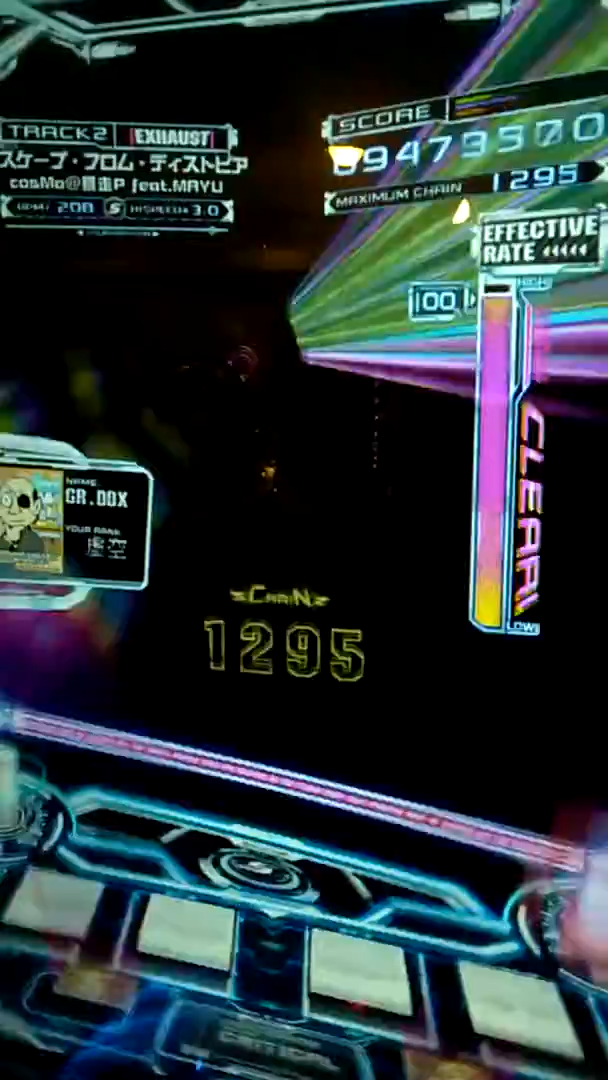 TRACK2 EXHAUST
スケープ・フロム・ディストピア
cosMo@暴走P feat.MAYU
208 HISPEED 3.0
SCORE
09479500
MAXIMUM CHAIN 1295
EFFECTIVE
RATE
HIGH
100
CLEAR
LOW
NAME
GR.DOX
YOUR RANK
CHAIN
1295